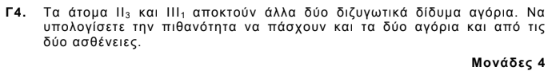 Γ4. Τα άτομα II3 και III1 αποκτούν άλλα δύο διζυγωτικά δίδυμα αγόρια. Να
υπολογίσετε την πιθανότητα να πάσχουν και τα δύο αγόρια και από τις
δύο ασθένειες.
Μονάδες 4